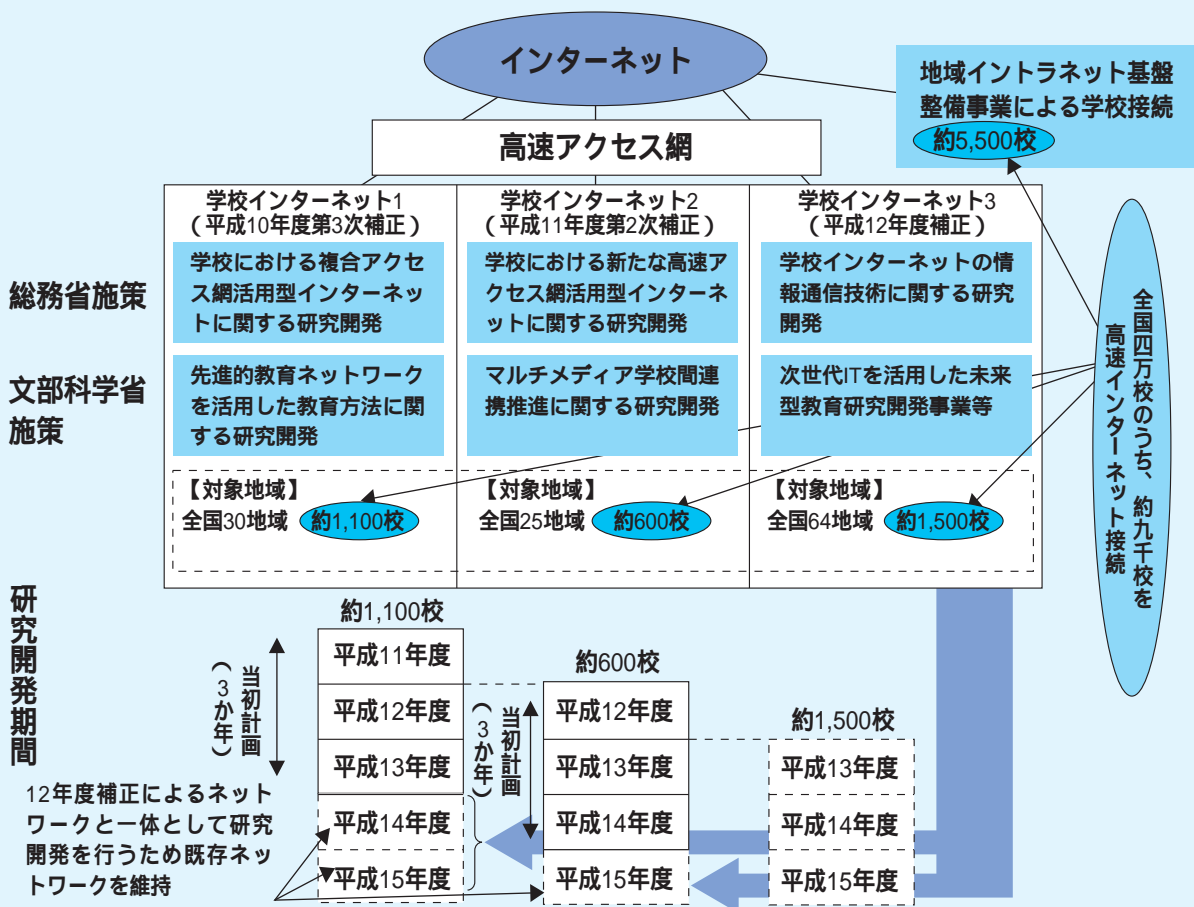 インターネット
地域イントラネット基盤
整備事業による学校接続
約5,500校
高速アクセス網
学校インターネット1
(平成10年度第3次補正)
学校インターネット2
(平成11年度第2次補正)
学校インターネット3
(平成12年度補正)
総務省施策
学校における複合アクセ
ス網活用型インターネッ
トに関する研究開発
学校における新たな高速ア
クセス網活用型インターネ
ットに関する研究開発
学校インターネットの情
報通信技術に関する研究
開発
文部科学省
施策
先進的教育ネットワーク
を活用した教育方法に関
する研究開発
マルチメディア学校間連
携推進に関する研究開発
次世代ITを活用した未来
型教育研究開発事業等
【対象地域】
全国30地域
約1,100校
【対象地域】
全国25地域
約600校
【対象地域】
全国64地域
約1,500校
全国四万校のうち、約九千校を
高速インターネット接続
研究開発期間
約1,100校
平成11年度
平成12年度
平成13年度
平成14年度
平成15年度
当初計画
(3か年)
約600校
平成12年度
平成13年度
平成14年度
平成15年度
当初計画
(3か年)
約1,500校
平成13年度
平成14年度
平成15年度
12年度補正によるネット
ワークと一体として研究
開発を行うため既存ネッ
トワークを維持